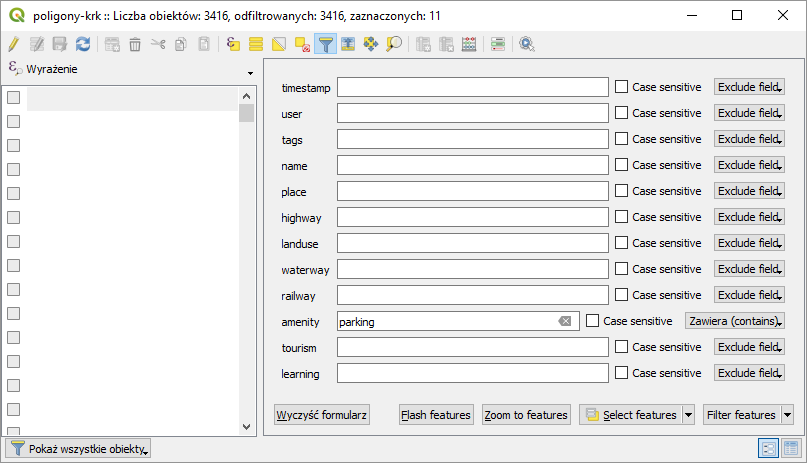 poligony-krk :: Liczba obiektów: 3416, odfiltrowanych: 3416, zaznaczonych: 11
Wyrażenie
timestamp Case sensitive Exclude field
user Case sensitive Exclude field
tags Case sensitive Exclude field
name Case sensitive Exclude field
place Case sensitive Exclude field
highway Case sensitive Exclude field
landuse Case sensitive Exclude field
waterway Case sensitive Exclude field
railway Case sensitive Exclude field
amenity parking Case sensitive Zawiera (contains)
tourism Case sensitive Exclude field
learning Case sensitive Exclude field
Wyczyść formularz Flash features Zoom to features Select features Filter features
Pokaż wszystkie obiekty